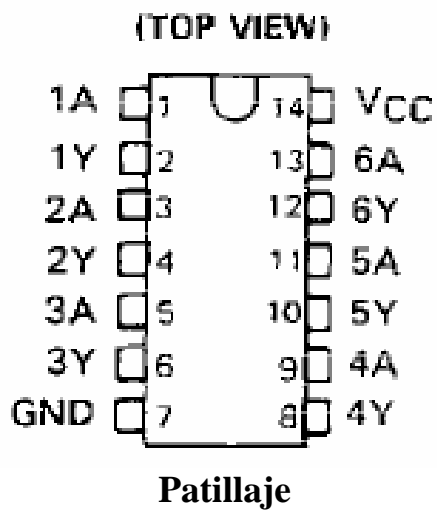 (TOP VIEW)
1A 1 14 VCC
1Y 2 13 6A
2A 3 12 6Y
2Y 4 11 5A
3A 5 10 5Y
3Y 6 9 4A
GND 7 8 4Y
Patillaje